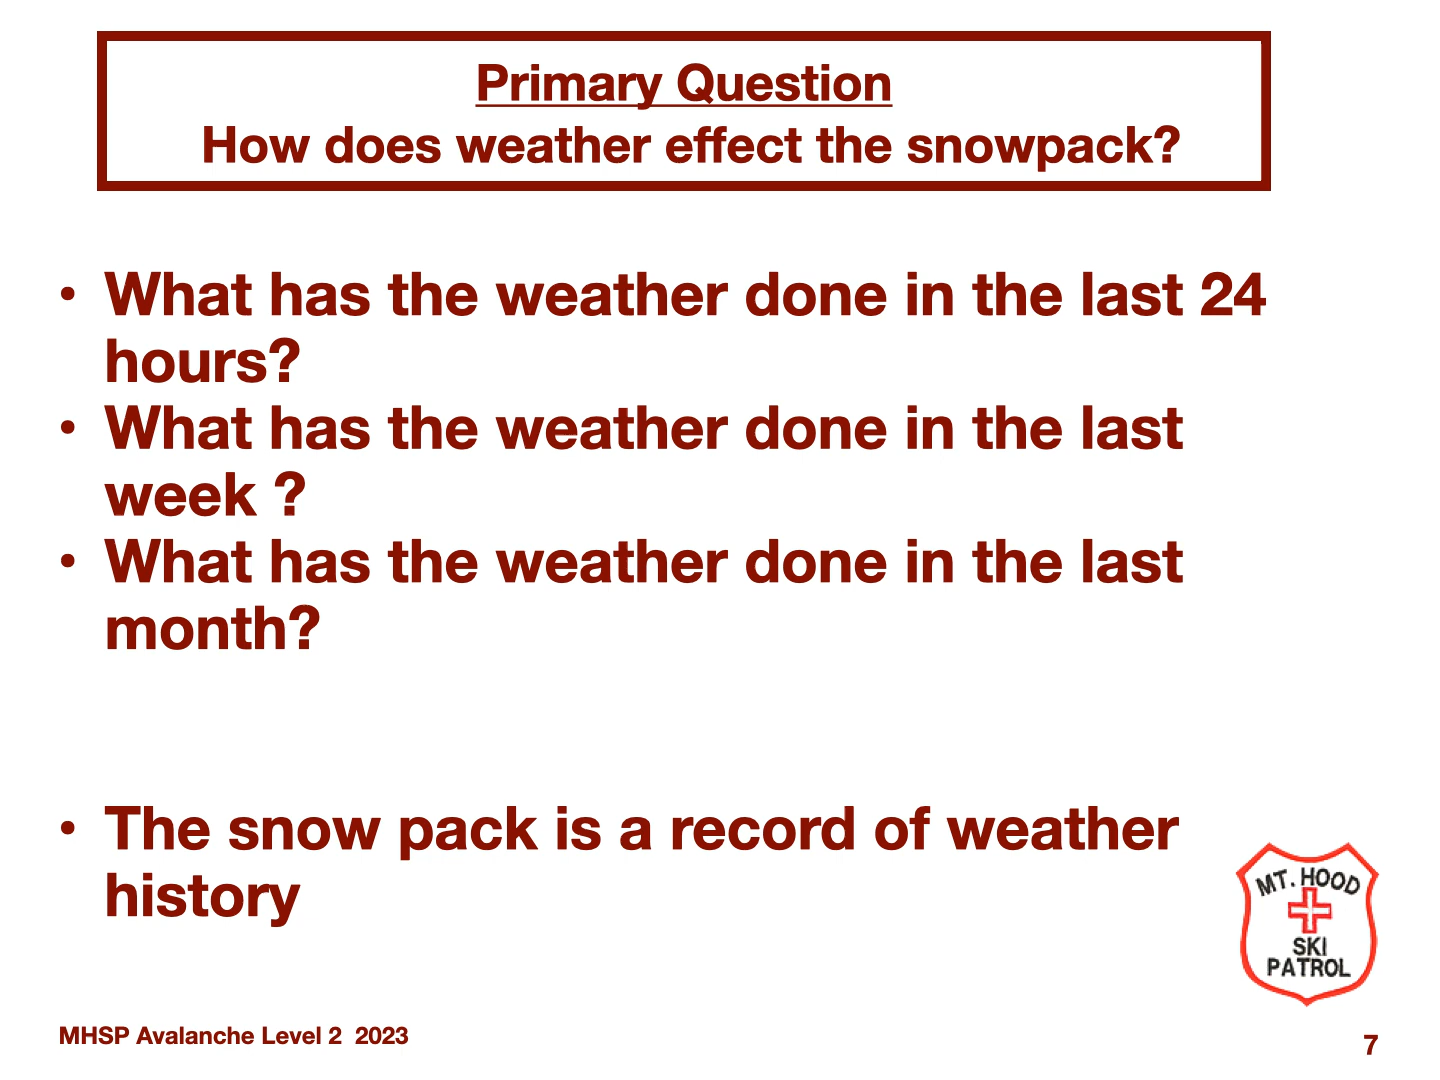 Primary Question
How does weather effect the snowpack?
• What has the weather done in the last 24
hours?
• What has the weather done in the last
week ?
• What has the weather done in the last
month?
• The snow pack is a record of weather
history
MT. HOOD
SKI
PATROL
MHSP Avalanche Level 2  2023
7